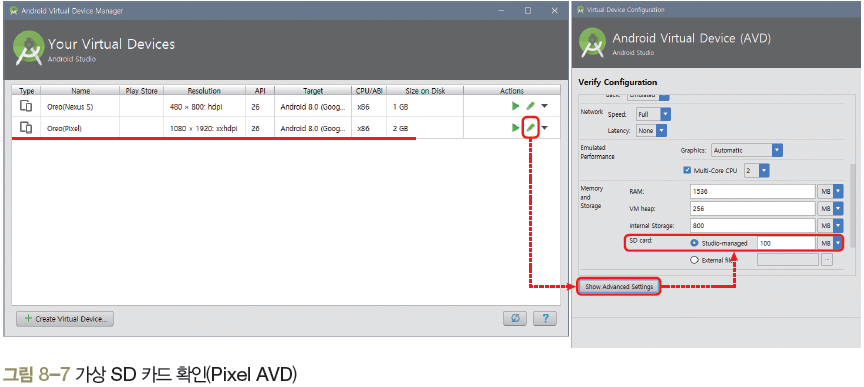 Android Virtual Device Manager
Your Virtual Devices
Android Studio
Type Name Play Store Resolution API Target CPU/ABI Size on Disk Actions
Oreo(Nexus S) 480 × 800: hdpi 26 Android 8.0 (Goog... x86 1 GB
Oreo(Pixel) 1080 × 1920: xxhdpi 26 Android 8.0 (Goog... x86 2 GB
+ Create Virtual Device...
?
Virtual Device Configuration
Android Virtual Device (AVD)
Android Studio
Verify Configuration
Network Speed: Full
Latency: None
Emulated
Performance
Graphics: Automatic
Multi-Core CPU 2
Memory
and
Storage
RAM: 1536 MB
VM heap: 256 MB
Internal Storage: 800 MB
SD card: Studio-managed 100 MB
External file ...
Show Advanced Settings
그림 8-7 가상 SD 카드 확인(Pixel AVD)